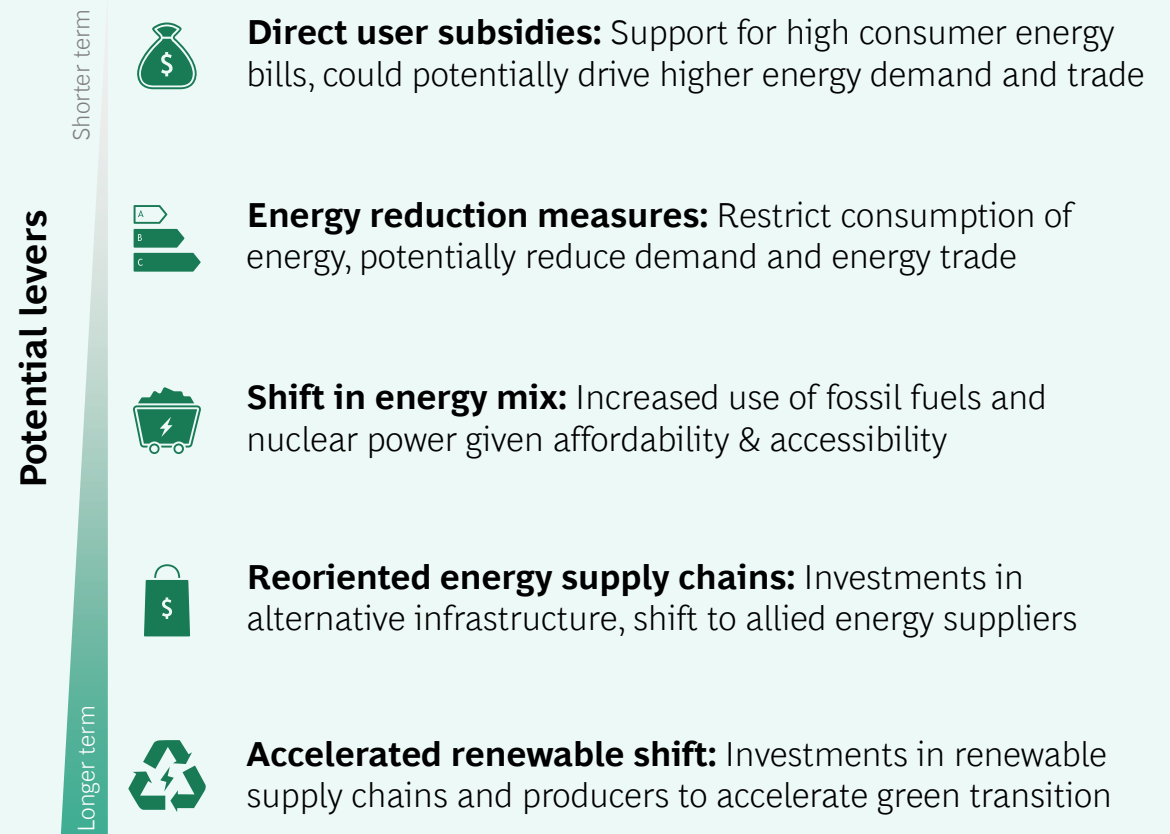 Potential levers
Shorter term
Longer term
$
Direct user subsidies: Support for high consumer energy
bills, could potentially drive higher energy demand and trade
A
B
C
Energy reduction measures: Restrict consumption of
energy, potentially reduce demand and energy trade
Shift in energy mix: Increased use of fossil fuels and
nuclear power given affordability & accessibility
$
Reoriented energy supply chains: Investments in
alternative infrastructure, shift to allied energy suppliers
Accelerated renewable shift: Investments in renewable
supply chains and producers to accelerate green transition